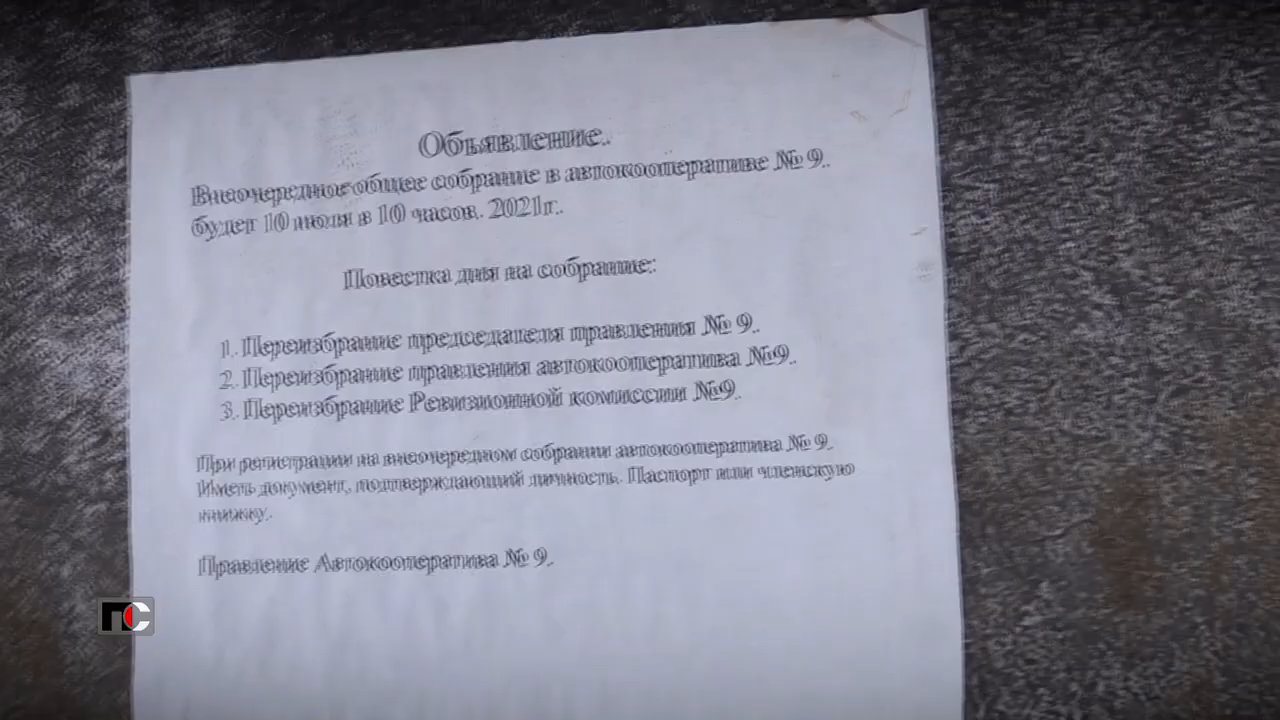 Объявление.
Внеочередное общее собрание в автокооперативе № 9.
будет 10 июля в 10 часов. 2021г.
Повестка дня на собрание:
1. Переизбрание председателя правления № 9.
2. Переизбрание правления автокооператива №9.
3. Переизбрание Ревизионной комиссии №9.
При регистрации на внеочередном собрании автокооператива № 9.
Иметь документ, подтверждающий личность. Паспорт или членскую
книжку.
Правление Автокооператива № 9.
ПС